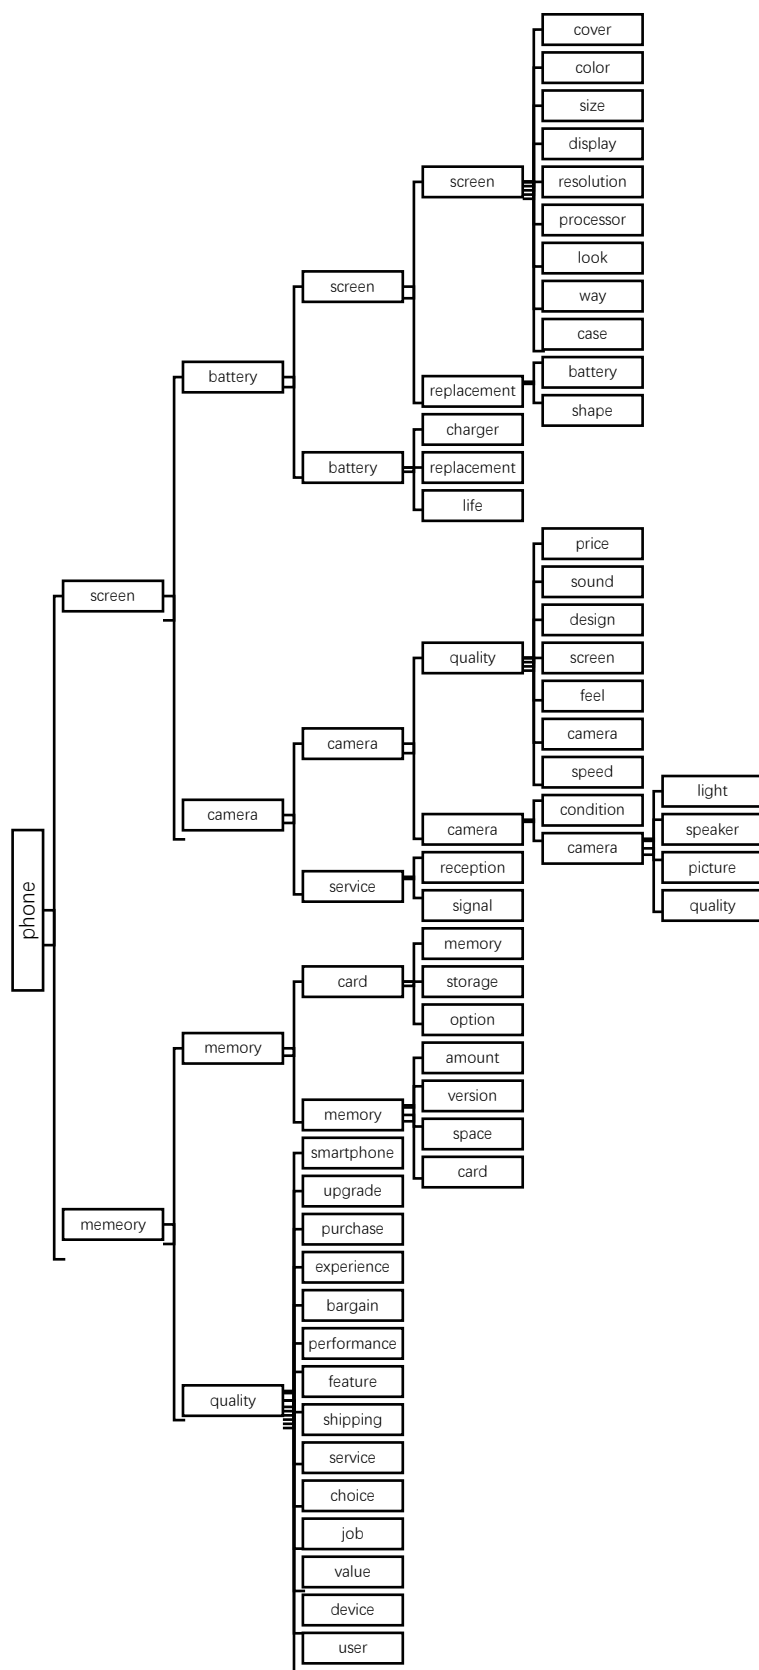 phone
screen
battery
screen
screen
cover
color
size
display
resolution
processor
look
way
case
replacement
battery
shape
battery
charger
replacement
life
camera
camera
quality
price
sound
design
screen
feel
camera
speed
camera
condition
camera
light
speaker
picture
quality
service
reception
signal
memeory
memory
card
memory
storage
option
memory
amount
version
space
card
quality
smartphone
upgrade
purchase
experience
bargain
performance
feature
shipping
service
choice
job
value
device
user